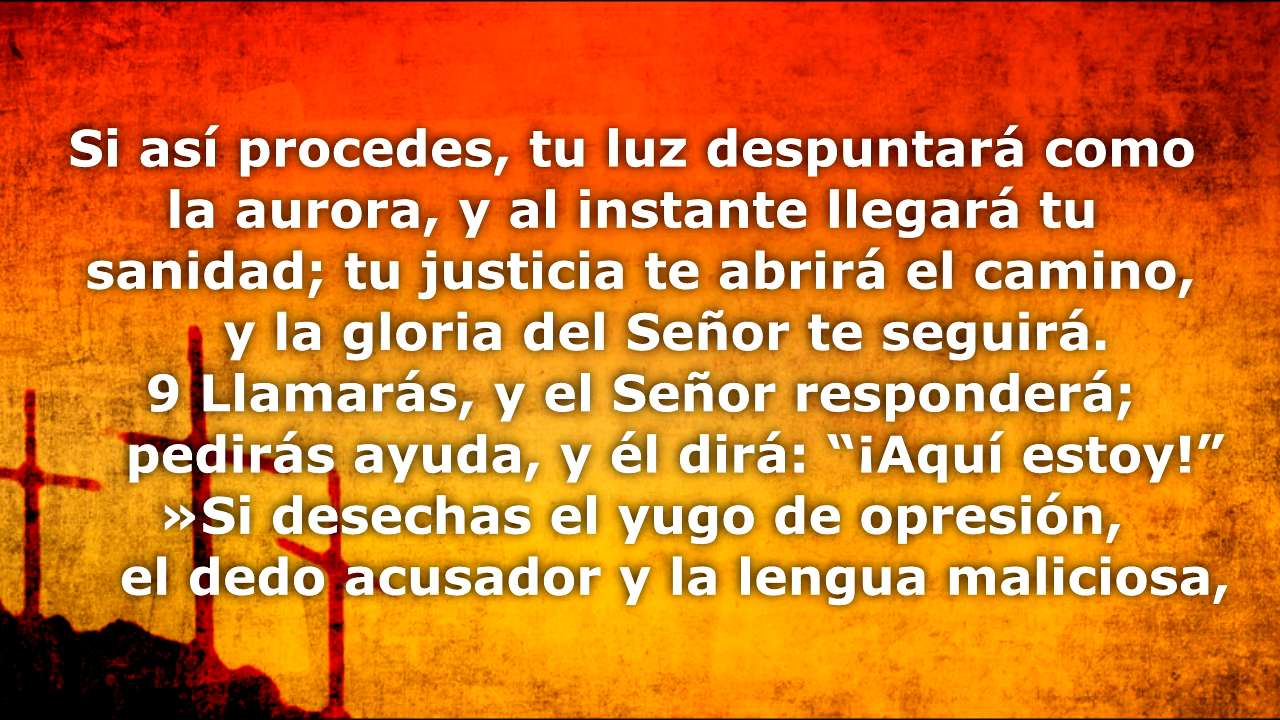 Si así procedes, tu luz despuntará como
la aurora, y al instante llegará tu
sanidad; tu justicia te abrirá el camino,
y la gloria del Señor te seguirá.
9 Llamarás, y el Señor responderá;
pedirás ayuda, y él dirá: “¡Aquí estoy!”
»Si desechas el yugo de opresión,
el dedo acusador y la lengua maliciosa,